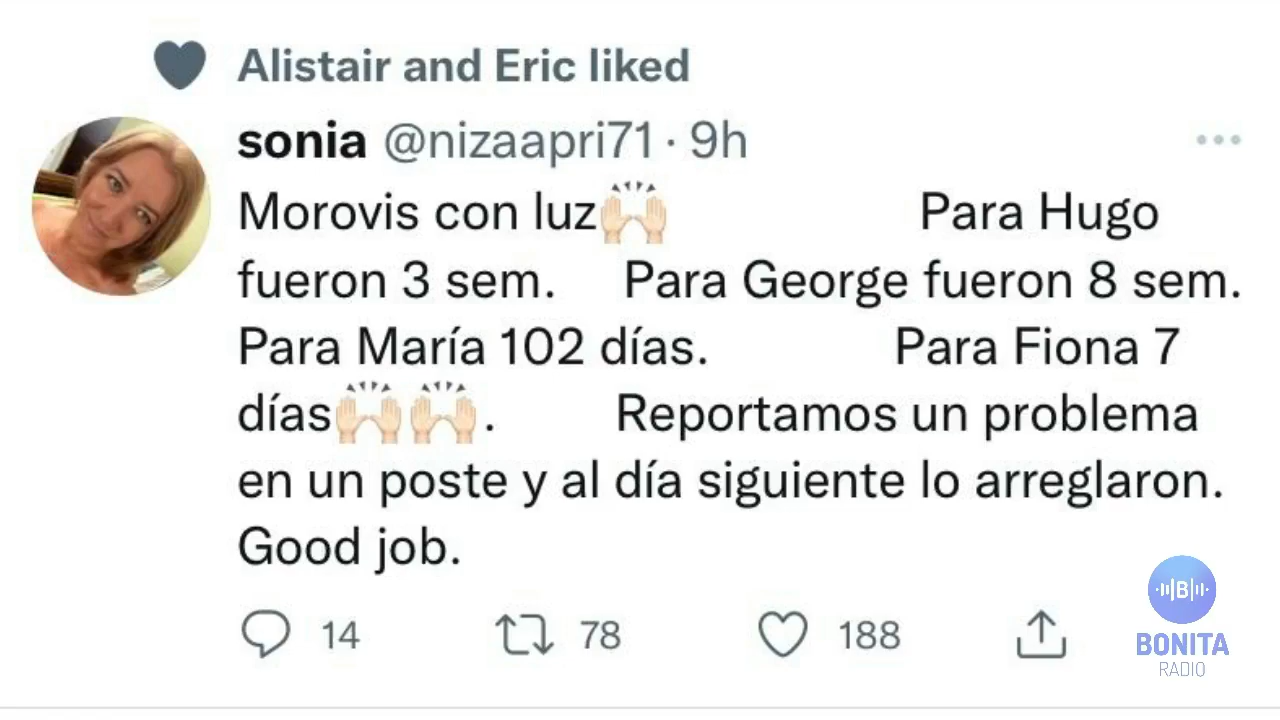 Alistair and Eric liked
sonia @nizaapri71 · 9h
Morovis con luz🙌🏻 Para Hugo
fueron 3 sem. Para George fueron 8 sem.
Para María 102 días. Para Fiona 7
días🙌🏻🙌🏻. Reportamos un problema
en un poste y al día siguiente lo arreglaron.
Good job.
14 78 188
B
BONITA
RADIO